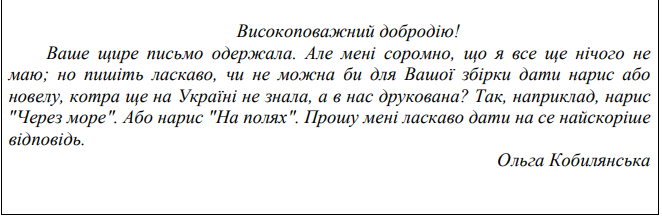 Високоповажний добродію!
Ваше щире письмо одержала. Але мені соромно, що я все ще нічого не
маю; но пишіть ласкаво, чи не можна би для Вашої збірки дати нарис або
новелу, котра ще на Україні не знала, а в нас друкована? Так, наприклад, нарис
"Через море". Або нарис "На полях". Прошу мені ласкаво дати на се найскоріше
відповідь.
Ольга Кобилянська